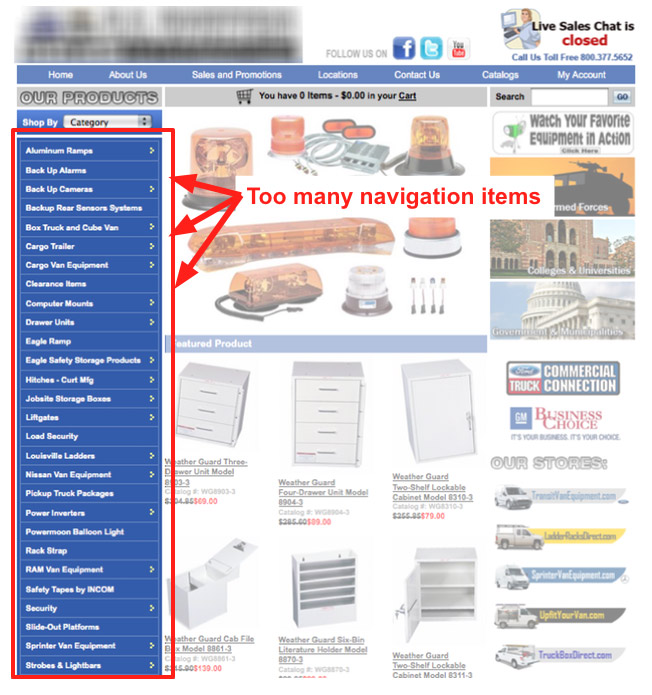 Live Sales Chat is
closed
FOLLOW US ON
You Tube
Call Us Toll Free 800.377.5652
Home About Us Sales and Promotions Locations Contact Us Catalogs My Account
OUR PRODUCTS
You have 0 Items - $0.00 in your Cart
Search GO
Shop By Category
Aluminum Ramps
Back Up Alarms
Back Up Cameras
Backup Rear Sensors Systems
Box Truck and Cube Van
Cargo Trailer
Cargo Van Equipment
Clearance Items
Computer Mounts
Drawer Units
Eagle Ramp
Eagle Safety Storage Products
Hitches - Curt Mfg
Jobsite Storage Boxes
Liftgates
Load Security
Louisville Ladders
Nissan Van Equipment
Pickup Truck Packages
Power Inverters
Powermoon Balloon Light
Rack Strap
RAM Van Equipment
Safety Tapes by INCOM
Security
Slide-Out Platforms
Sprinter Van Equipment
Strobes & Lightbars
Too many navigation items
Watch Your Favorite
Equipment in Action
Click Here
rmed Forces
Colleges & Universities
Government & Municipalities
Featured Product
Weather Guard Three-
Drawer Unit Model
8903-3
Catalog #: WG8903-3
$69.00
Weather Guard
Four-Drawer Unit Model
8904-3
Catalog #: WG8904-3
$285.60$89.00
Weather Guard
Two-Shelf Lockable
Cabinet Model 8310-3
Catalog #: WG8310-3
$255.85$79.00
Weather Guard Cab File
Box Model 8861-3
Catalog #: WG8861-3
$139.00
Weather Guard Six-Bin
Literature Holder Model
8870-3
Catalog #: WG8870-3
Weather Guard
Two-Shelf Lockable
Cabinet Model 8311-3
Ford COMMERCIAL
TRUCK CONNECTION
GM BUSINESS
CHOICE
IT'S YOUR BUSINESS. IT'S YOUR CHOICE.
OUR STORES:
TransitVanEquipment.com
LadderRacksDirect.com
SprinterVanEquipment.com
UpfitYourVan.com
TruckBoxDirect.com